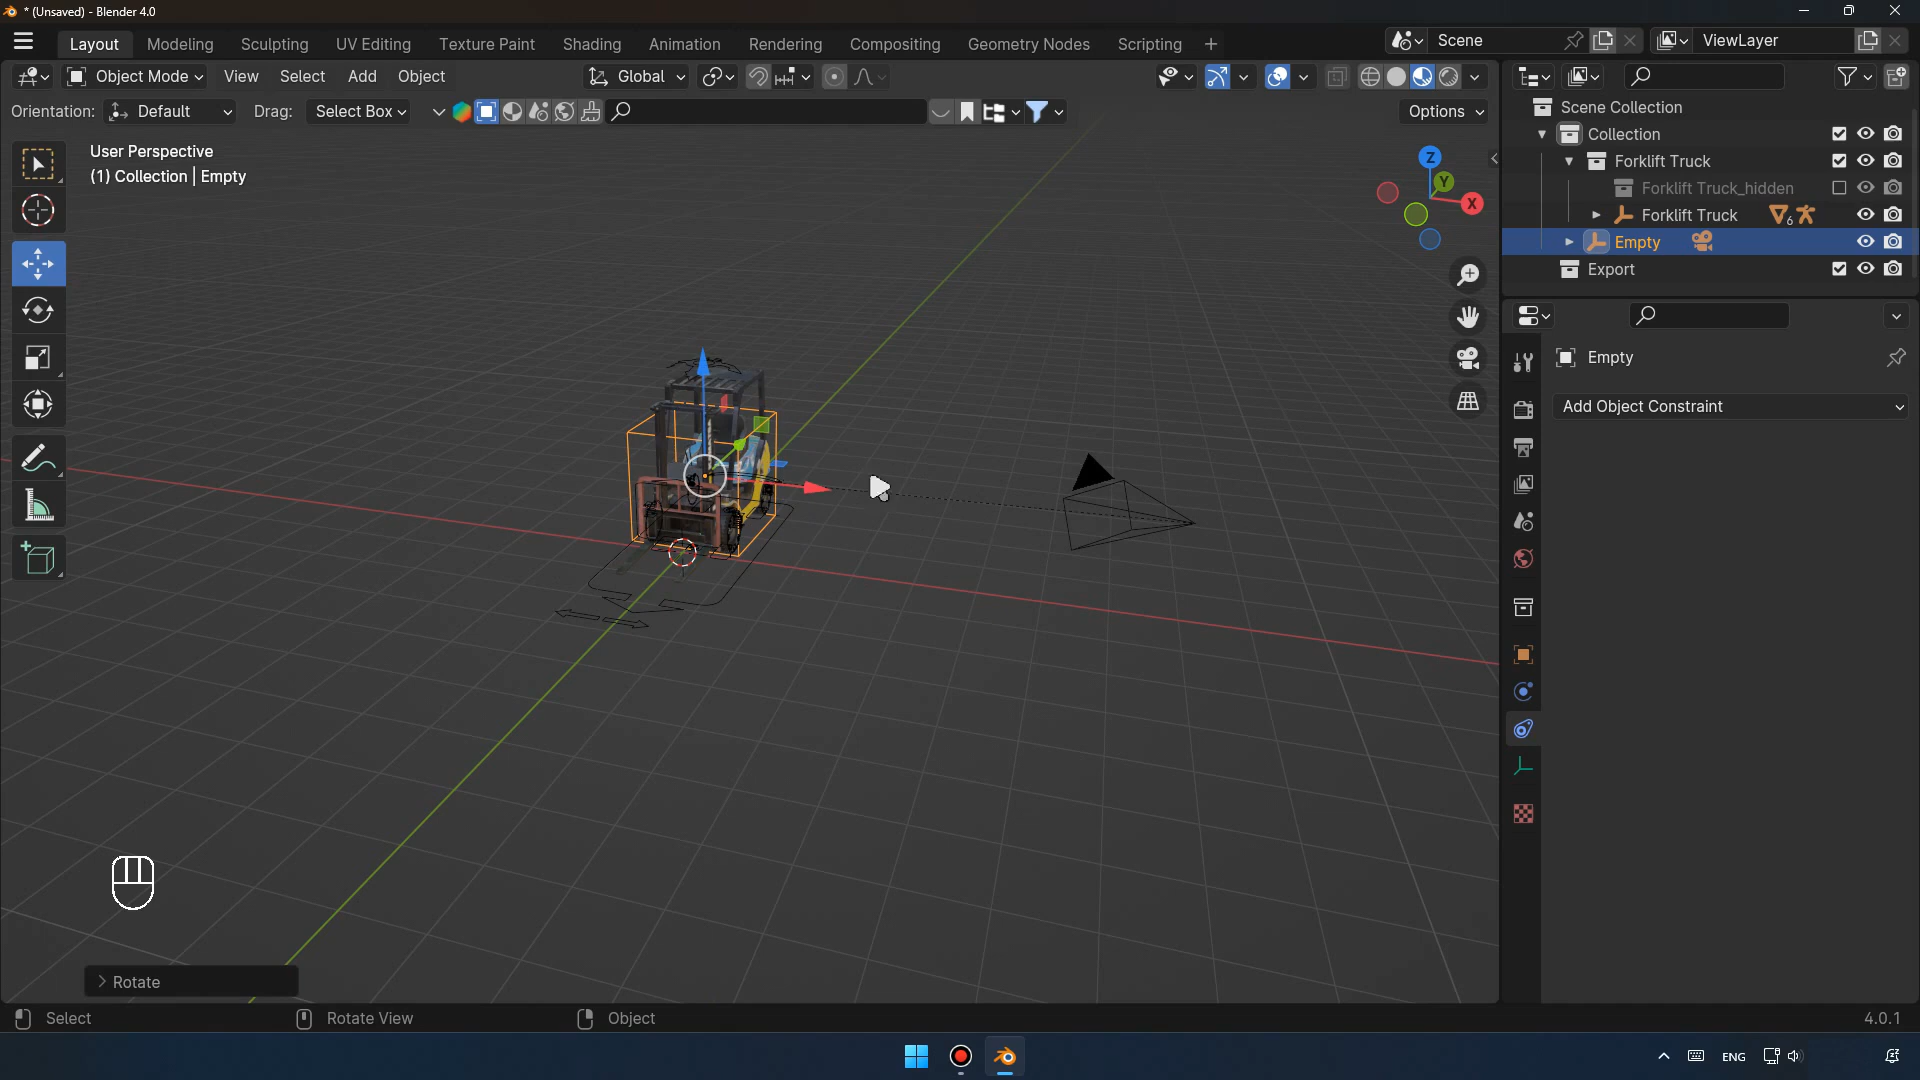 * (Unsaved) - Blender 4.0
Layout Modeling Sculpting UV Editing Texture Paint Shading Animation Rendering Compositing Geometry Nodes Scripting +
Scene
ViewLayer
Object Mode View Select Add Object
Global
Orientation: Default Drag: Select Box
Options
User Perspective
(1) Collection | Empty
Z
Y
X
Scene Collection
Collection
Forklift Truck
Forklift Truck_hidden
Forklift Truck
6
Empty
Export
Empty
Add Object Constraint
Rotate
Select
Rotate View
Object
4.0.1
ENG